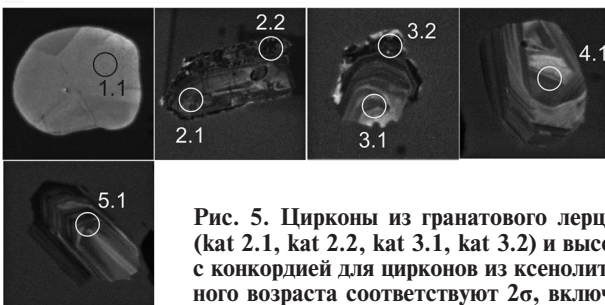 2.2
3.2
4.1
1.1
2.1
3.1
5.1
Рис. 5. Цирконы из гранатового лерц
(kat 2.1, kat 2.2, kat 3.1, kat 3.2) и высо
с конкордией для цирконов из ксенолит
ного возраста соответствуют 2σ, включ